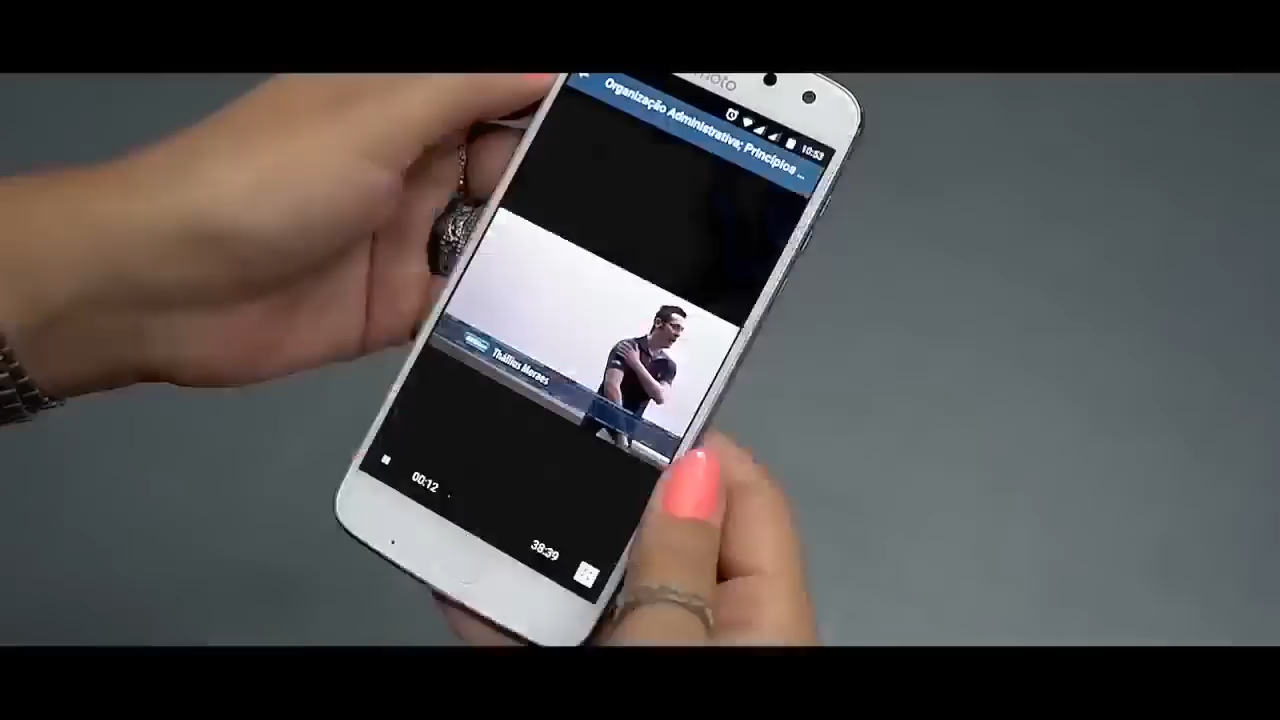 moto
10:53
Organização Administrativa; Princípios ...
Thállius Moraes
00:12
38:39